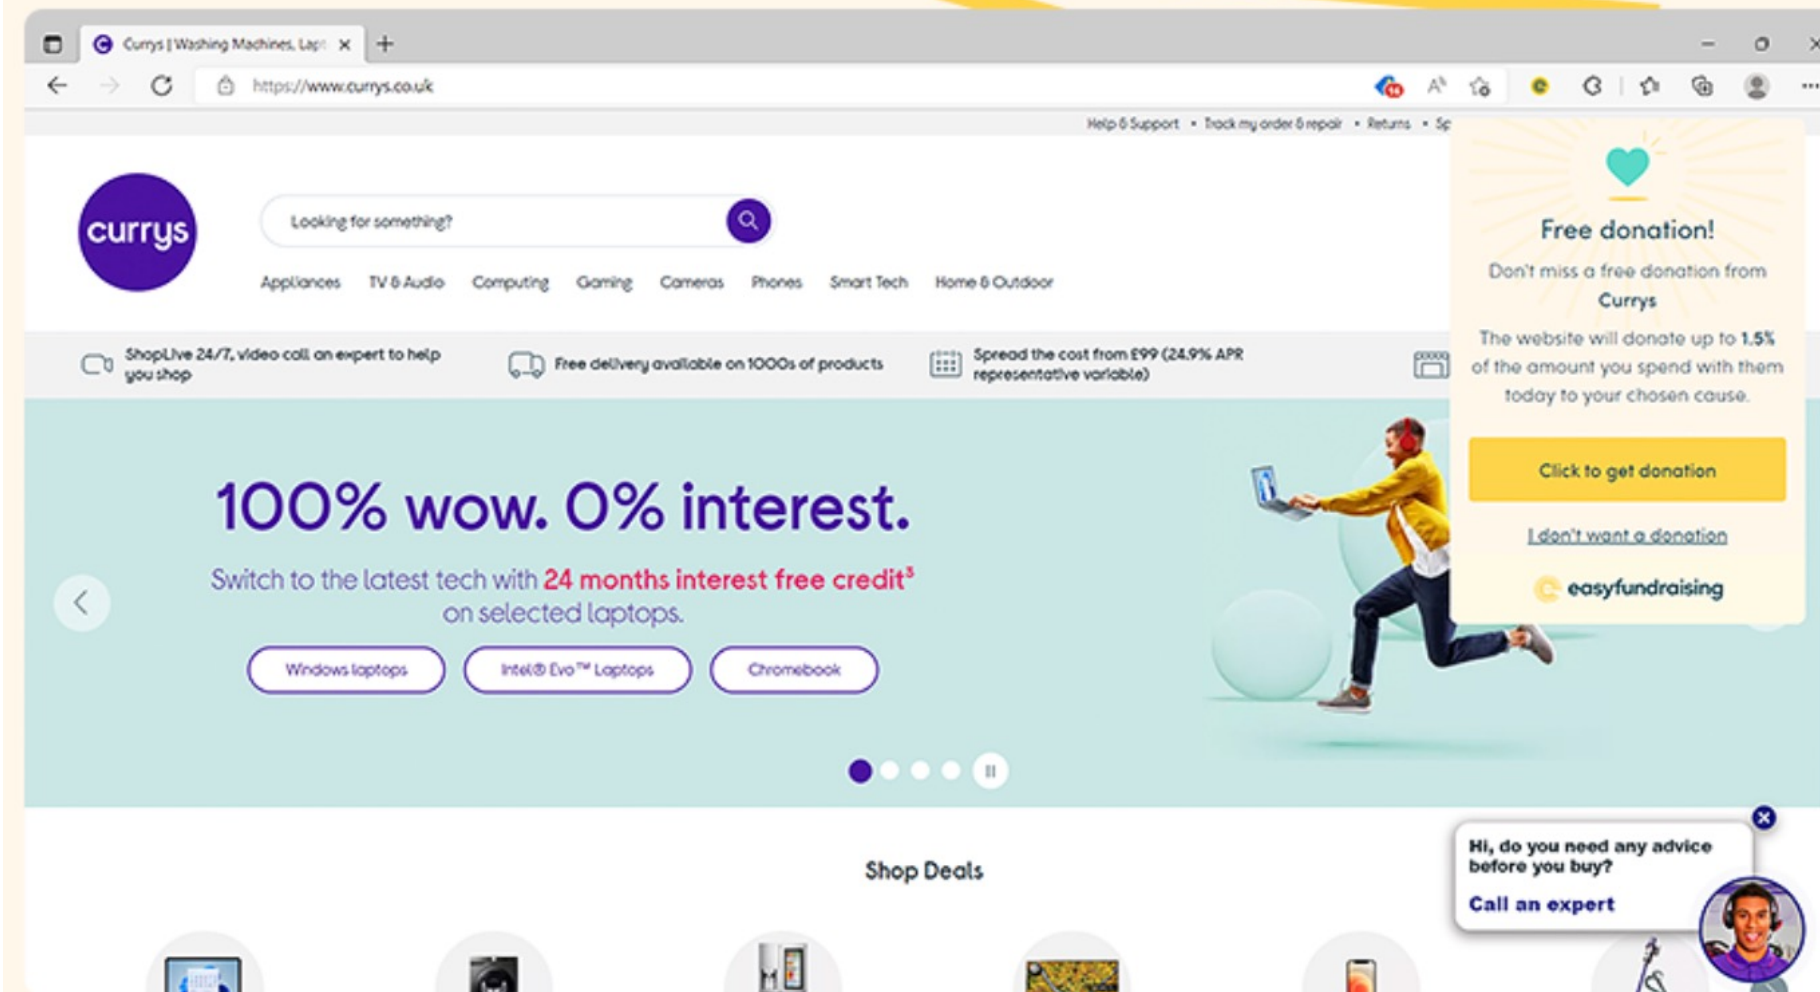 Currys | Washing Machines, Lapt
https://www.currys.co.uk
Help & Support • Track my order & repair • Returns • Sp
currys
Looking for something?
Appliances TV & Audio Computing Gaming Cameras Phones Smart Tech Home & Outdoor
ShopLive 24/7, video call an expert to help
you shop
Free delivery available on 1000s of products
Spread the cost from £99 (24.9% APR
representative variable)
100% wow. 0% interest.
Switch to the latest tech with 24 months interest free credit³
on selected laptops.
Windows laptops
Intel® Evo™ Laptops
Chromebook
Free donation!
Don't miss a free donation from
Currys
The website will donate up to 1.5%
of the amount you spend with them
today to your chosen cause.
Click to get donation
I don't want a donation
easyfundraising
Shop Deals
Hi, do you need any advice
before you buy?
Call an expert